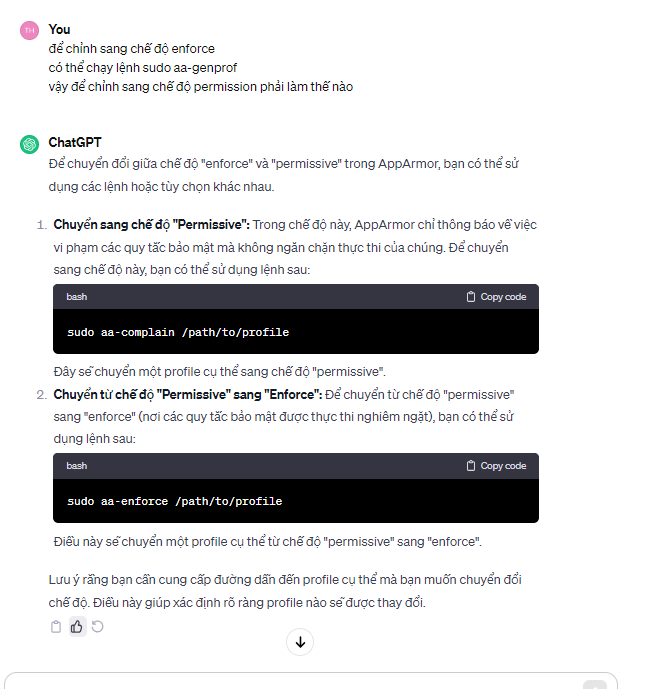 TH
You
để chỉnh sang chế độ enforce
có thể chạy lệnh sudo aa-genprof
vậy để chỉnh sang chế độ permission phải làm thế nào
ChatGPT
Để chuyển đổi giữa chế độ "enforce" và "permissive" trong AppArmor, bạn có thể sử
dụng các lệnh hoặc tùy chọn khác nhau.
1. Chuyển sang chế độ "Permissive": Trong chế độ này, AppArmor chỉ thông báo về việc
vi phạm các quy tắc bảo mật mà không ngăn chặn thực thi của chúng. Để chuyển
sang chế độ này, bạn có thể sử dụng lệnh sau:
bash Copy code
sudo aa-complain /path/to/profile
Đây sẽ chuyển một profile cụ thể sang chế độ "permissive".
2. Chuyển từ chế độ "Permissive" sang "Enforce": Để chuyển từ chế độ "permissive"
sang "enforce" (nơi các quy tắc bảo mật được thực thi nghiêm ngặt), bạn có thể sử
dụng lệnh sau:
bash Copy code
sudo aa-enforce /path/to/profile
Điều này sẽ chuyển một profile cụ thể từ chế độ "permissive" sang "enforce".
Lưu ý rằng bạn cần cung cấp đường dẫn đến profile cụ thể mà bạn muốn chuyển đổi
chế độ. Điều này giúp xác định rõ ràng profile nào sẽ được thay đổi.